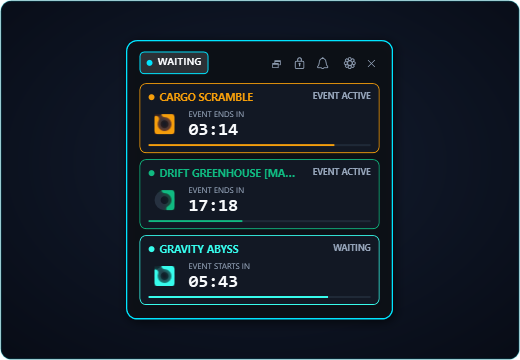 WAITING
CARGO SCRAMBLE
EVENT ACTIVE
EVENT ENDS IN
03:14
DRIFT GREENHOUSE [MA...
EVENT ACTIVE
EVENT ENDS IN
17:18
GRAVITY ABYSS
WAITING
EVENT STARTS IN
05:43